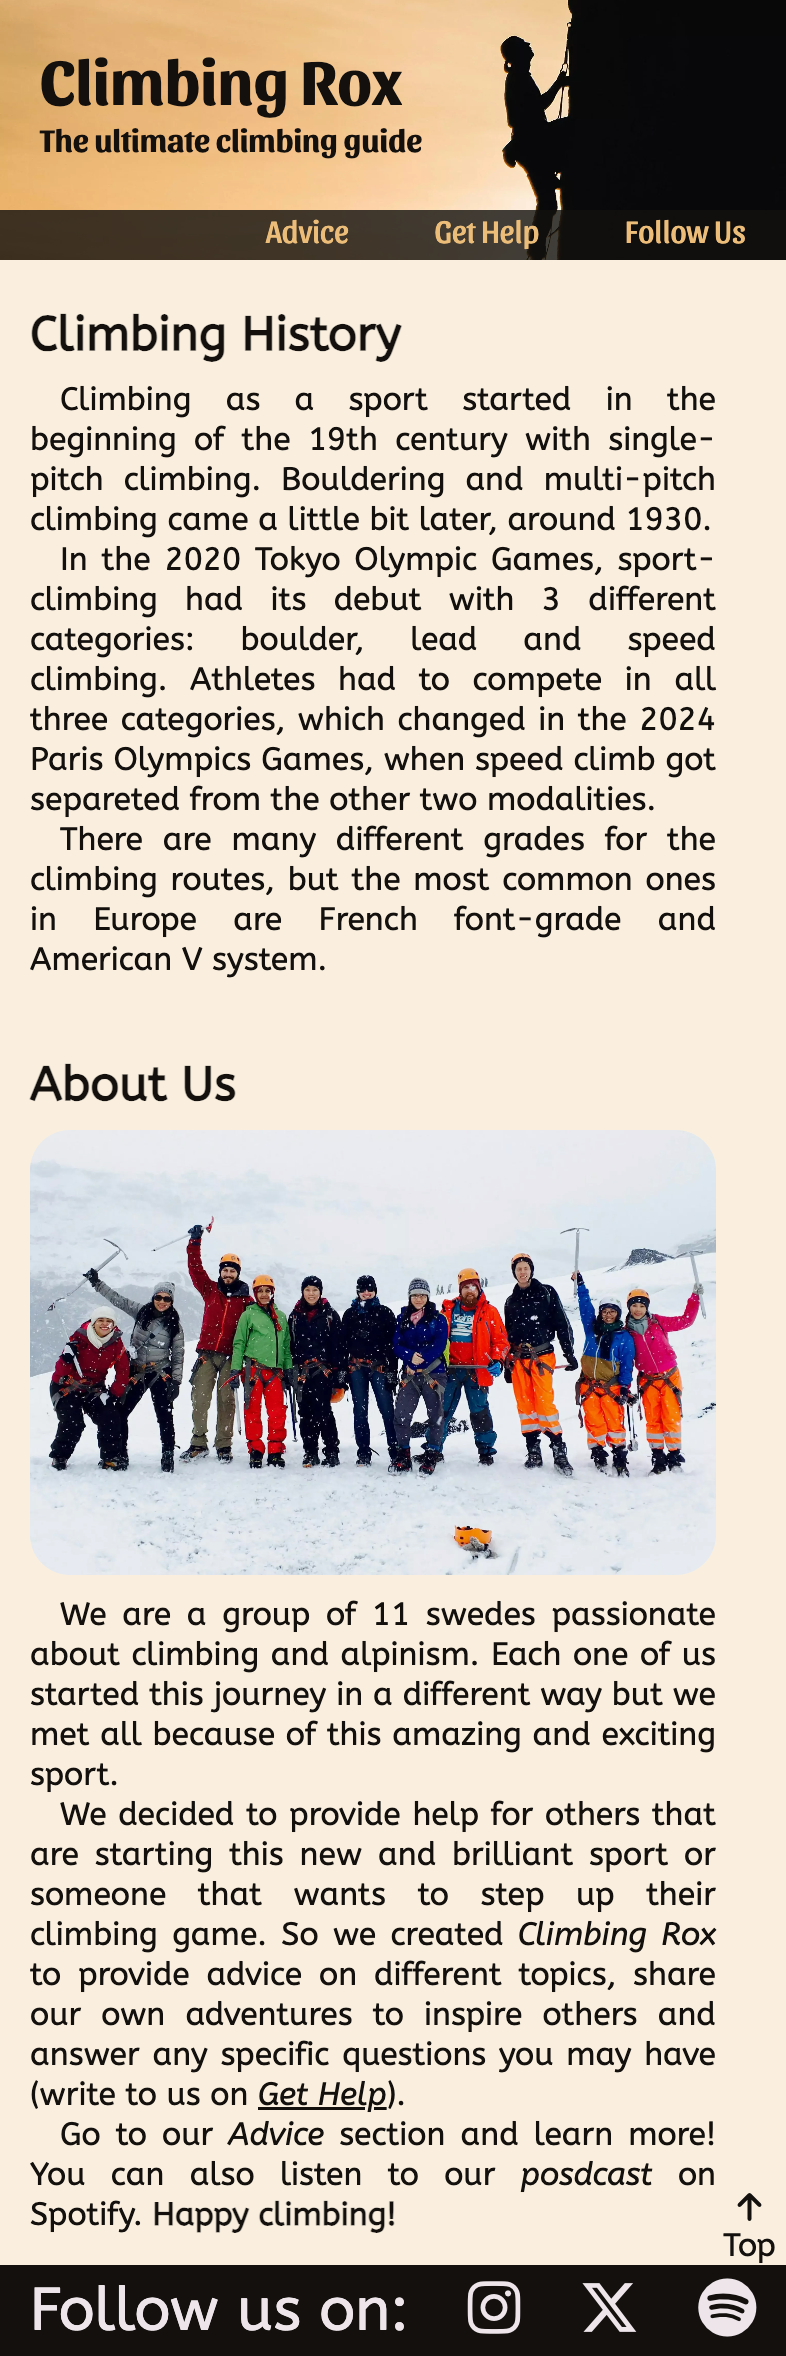 Climbing Rox
The ultimate climbing guide
Advice Get Help Follow Us
Climbing History
Climbing as a sport started in the
beginning of the 19th century with single-
pitch climbing. Bouldering and multi-pitch
climbing came a little bit later, around 1930.
In the 2020 Tokyo Olympic Games, sport-
climbing had its debut with 3 different
categories: boulder, lead and speed
climbing. Athletes had to compete in all
three categories, which changed in the 2024
Paris Olympics Games, when speed climb got
separeted from the other two modalities.
There are many different grades for the
climbing routes, but the most common ones
in Europe are French font-grade and
American V system.
About Us
We are a group of 11 swedes passionate
about climbing and alpinism. Each one of us
started this journey in a different way but we
met all because of this amazing and exciting
sport.
We decided to provide help for others that
are starting this new and brilliant sport or
someone that wants to step up their
climbing game. So we created Climbing Rox
to provide advice on different topics, share
our own adventures to inspire others and
answer any specific questions you may have
(write to us on Get Help).
Go to our Advice section and learn more!
You can also listen to our posdcast on
Spotify. Happy climbing!
Top
Follow us on: